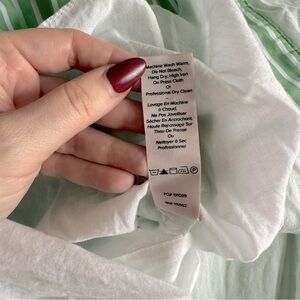 Machine Wash Warm,
Do Not Bleach,
Hang Dry, High Iron
On Press Cloth
Or
Professional Dry Clean
Lavage En Machine
à Chaud,
Ne Pas Javelliser
Sécher En Accrochant,
Haute Repassage Sur
Tissu De Presse
Ou
Nettoyer à Sec
Professionnel